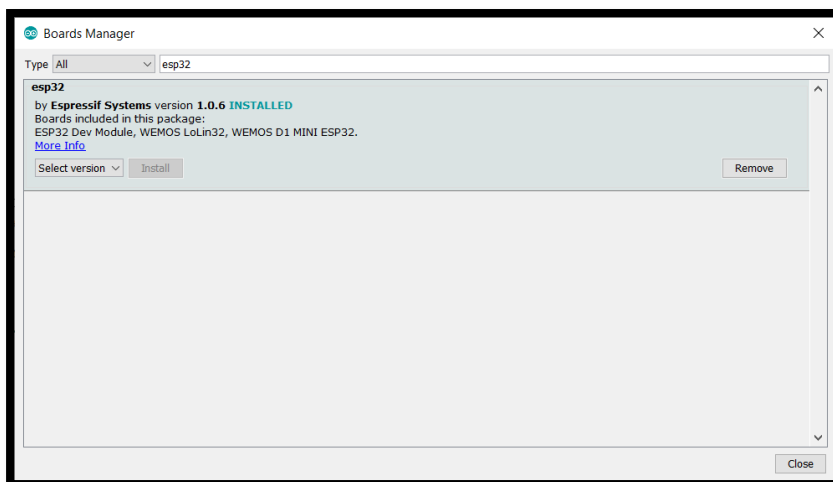 Boards Manager
Type All esp32
esp32
by Espressif Systems version 1.0.6 INSTALLED
Boards included in this package:
ESP32 Dev Module, WEMOS LoLin32, WEMOS D1 MINI ESP32.
More Info
Select version Install Remove
Close